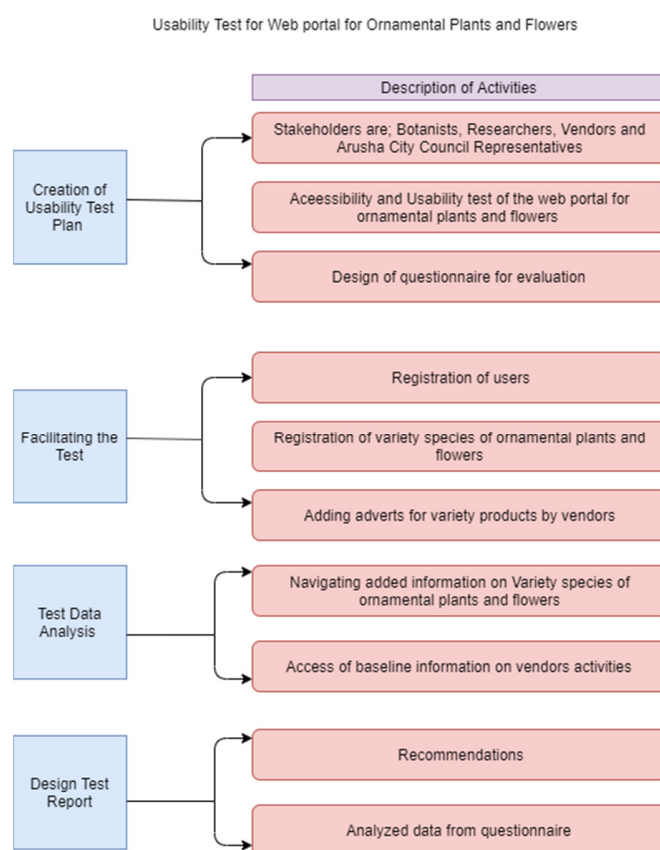 Usability Test for Web portal for Ornamental Plants and Flowers
Description of Activities
Creation of
Usability Test
Plan
Stakeholders are; Botanists, Researchers, Vendors and
Arusha City Council Representatives
Aceessibility and Usability test of the web portal for
ornamental plants and flowers
Design of questionnaire for evaluation
Facilitating the
Test
Registration of users
Registration of variety species of ornamental plants and
flowers
Adding adverts for variety products by vendors
Test Data
Analysis
Navigating added information on Variety species of
ornamental plants and flowers
Access of baseline information on vendors activities
Design Test
Report
Recommendations
Analyzed data from questionnaire